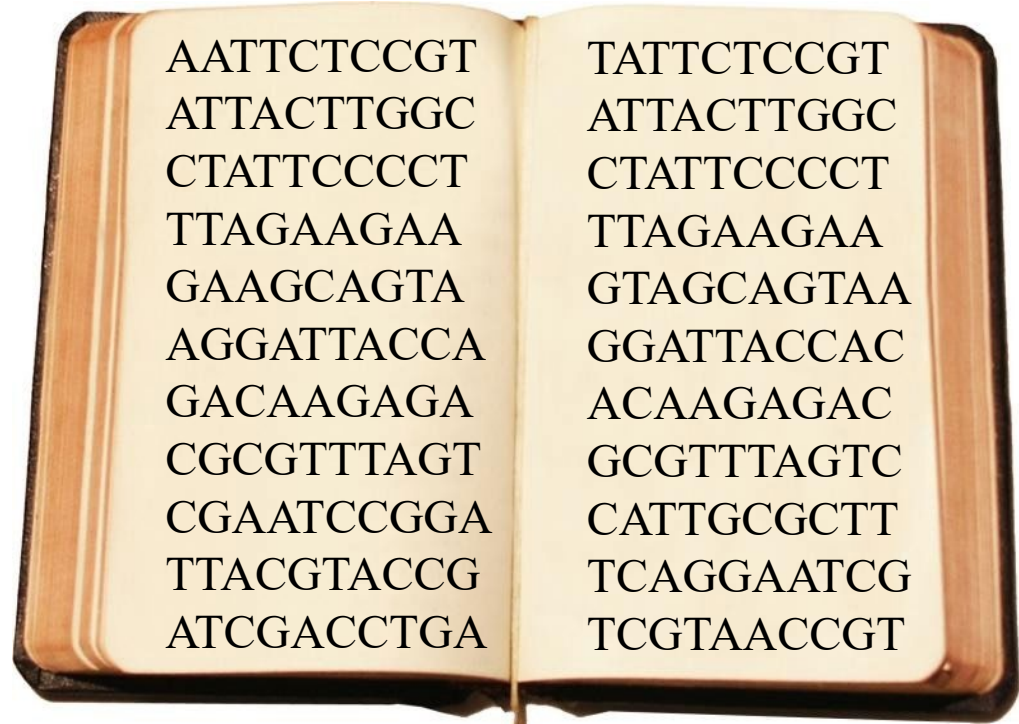 AATTCTCCGT
ATTACTTGGC
CTATTCCCCT
TTAGAAGAA
GAAGCAGTA
AGGATTACCA
GACAAGAGA
CGCGTTTAGT
CGAATCCGGA
TTACGTACCG
ATCGACCTGA
TATTCTCCGT
ATTACTTGGC
CTATTCCCCT
TTAGAAGAA
GTAGCAGTAA
GGATTACCAC
ACAAGAGAC
GCGTTTAGTC
CATTGCGCTT
TCAGGAATCG
TCGTAACCGT